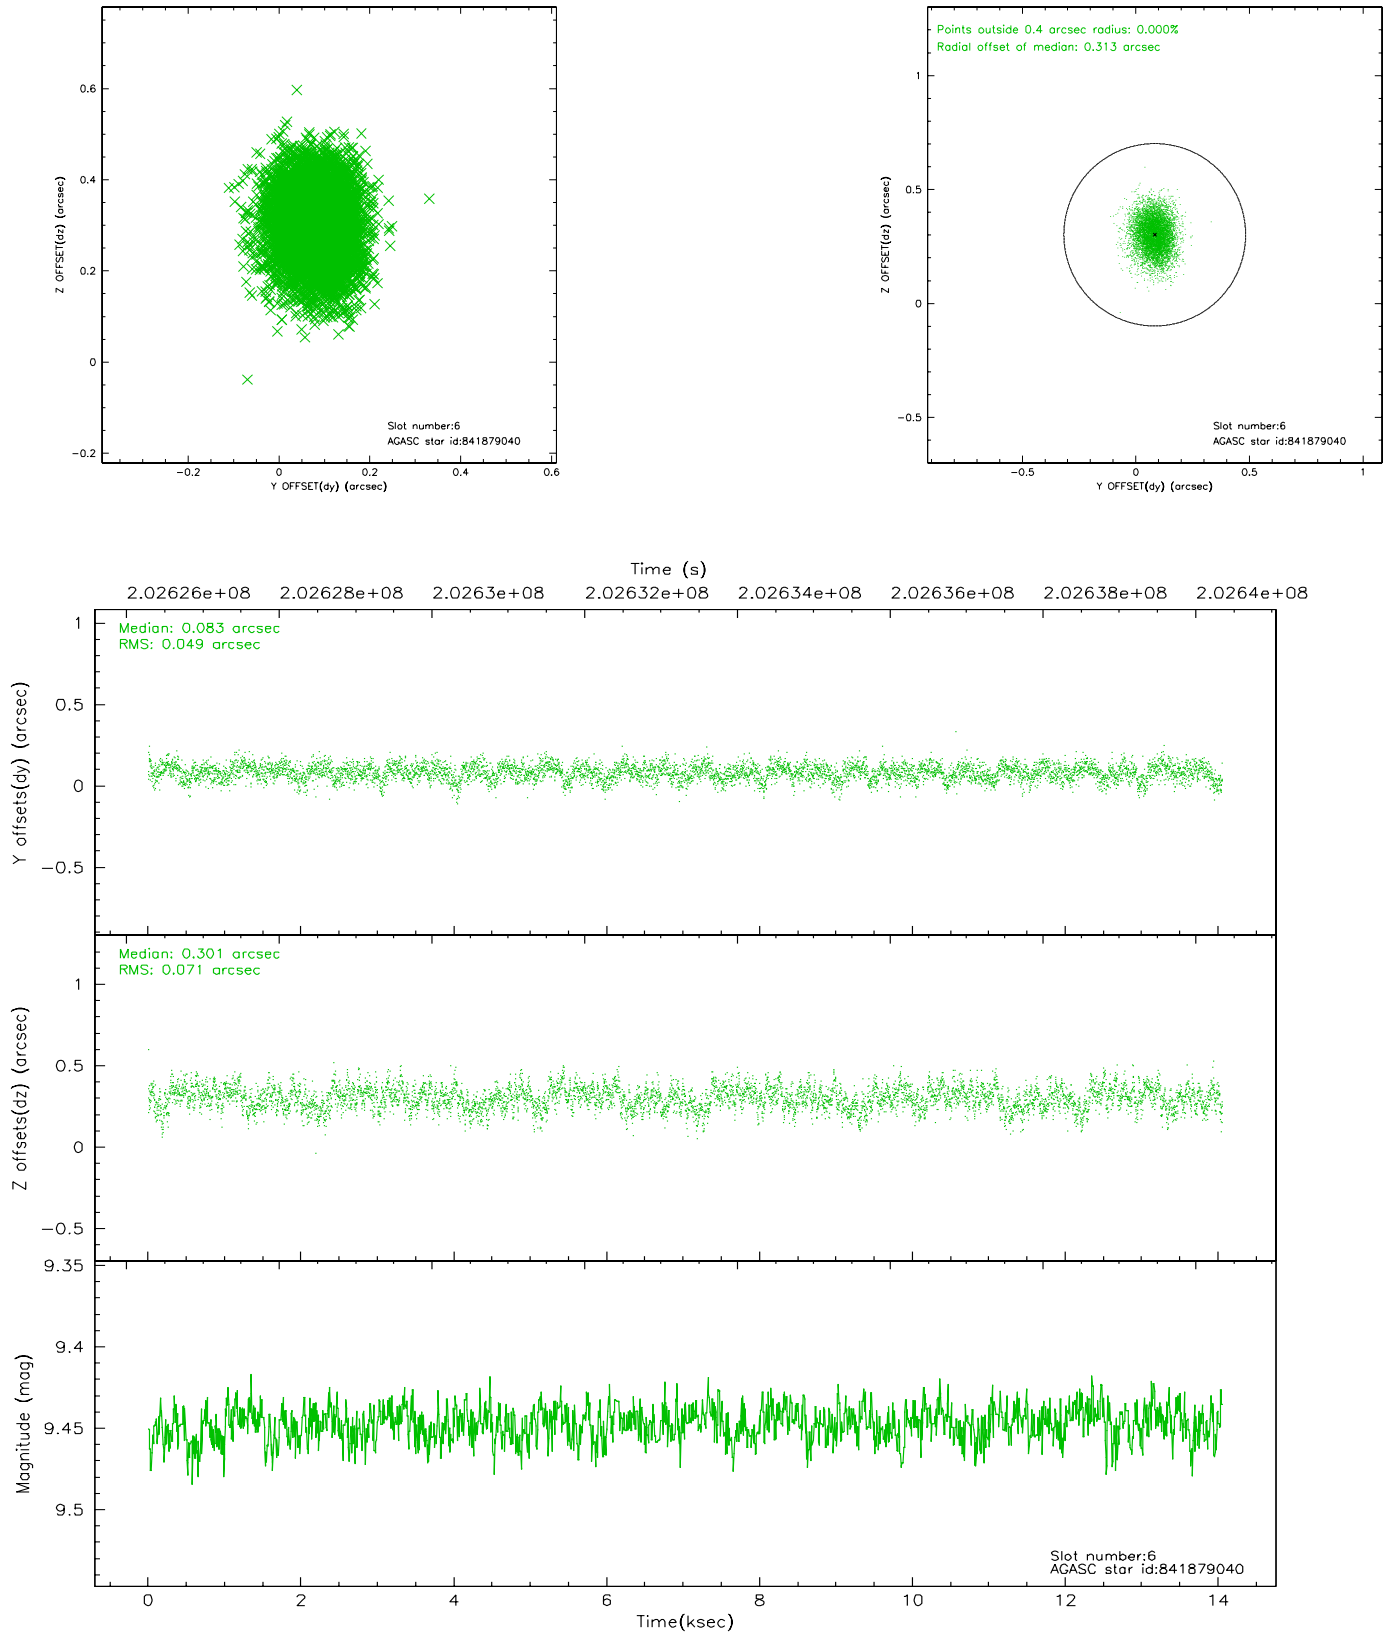 0.6
0.4
0.2
0
−0.2
Z OFFSET(dz) (arcsec)
−0.2 0 0.2 0.4 0.6
Y OFFSET(dy) (arcsec)
Slot number:6
AGASC star id:841879040
Points outside 0.4 arcsec radius: 0.000%
Radial offset of median: 0.313 arcsec
1
0.5
0
−0.5
Z OFFSET(dz) (arcsec)
−0.5 0 0.5 1
Y OFFSET(dy) (arcsec)
Slot number:6
AGASC star id:841879040
Time (s)
2.02626e+08 2.02628e+08 2.0263e+08 2.02632e+08 2.02634e+08 2.02636e+08 2.02638e+08 2.0264e+08
Median: 0.083 arcsec
RMS: 0.049 arcsec
1
0.5
0
−0.5
Y offsets(dy) (arcsec)
Median: 0.301 arcsec
RMS: 0.071 arcsec
1
0.5
0
−0.5
Z offsets(dz) (arcsec)
9.35
9.4
9.45
9.5
Magnitude (mag)
Slot number:6
AGASC star id:841879040
0 2 4 6 8 10 12 14
Time(ksec)